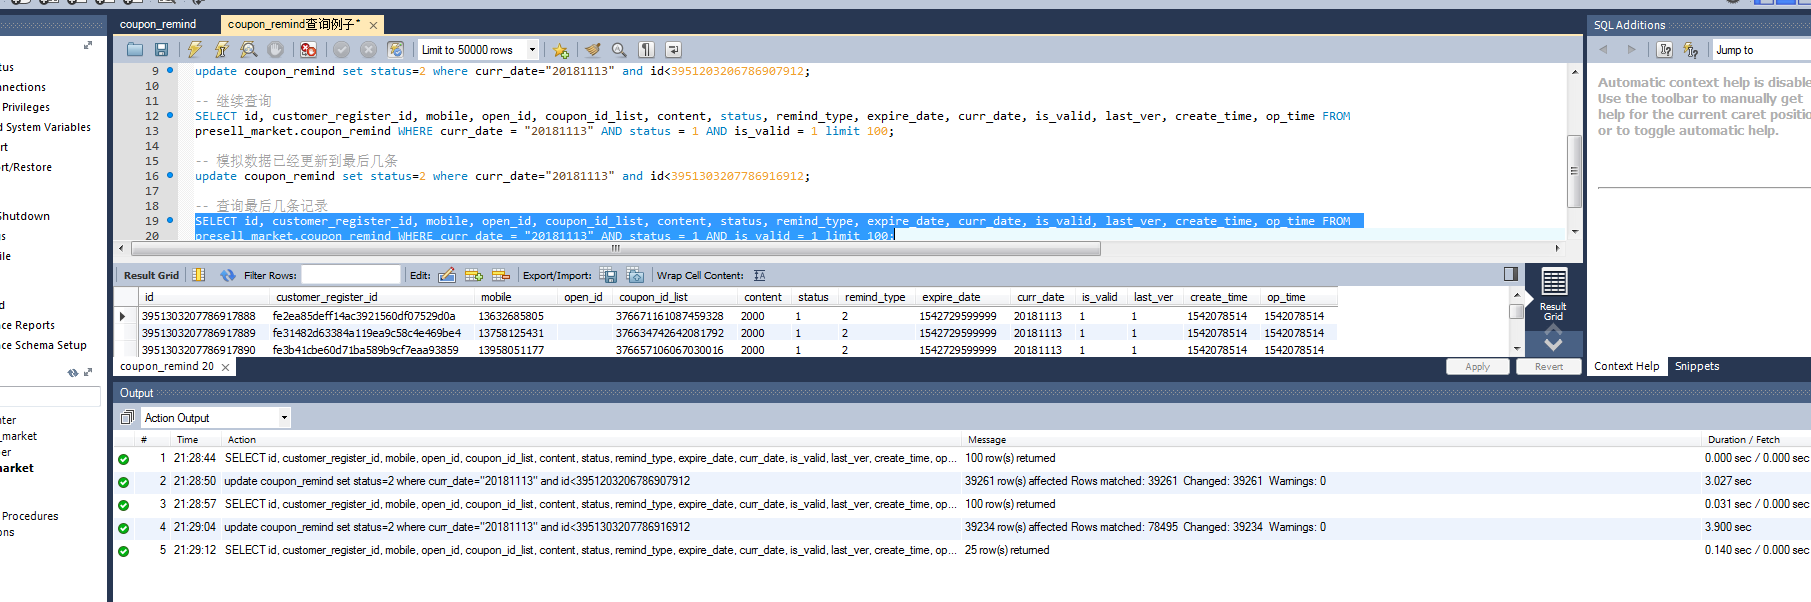 coupon_remind
coupon_remind查询例子*
SQL Additions
Limit to 50000 rows
Jump to
9 update coupon_remind set status=2 where curr_date="20181113" and id<3951203206786907912;
10
11 -- 继续查询
12 SELECT id, customer_register_id, mobile, open_id, coupon_id_list, content, status, remind_type, expire_date, curr_date, is_valid, last_ver, create_time, op_time FROM
13 presell_market.coupon_remind WHERE curr_date = "20181113" AND status = 1 AND is_valid = 1 limit 100;
14
15 -- 模拟数据已经更新到最后几条
16 update coupon_remind set status=2 where curr_date="20181113" and id<3951303207786916912;
17
18 -- 查询最后几条记录
19 SELECT id, customer_register_id, mobile, open_id, coupon_id_list, content, status, remind_type, expire_date, curr_date, is_valid, last_ver, create_time, op_time FROM
20 presell_market.coupon_remind WHERE curr_date = "20181113" AND status = 1 AND is_valid = 1 limit 100;
Automatic context help is disable
Use the toolbar to manually get
help for the current caret positio
or to toggle automatic help.
tus
nnections
Privileges
d System Variables
rt
rt/Restore
Shutdown
s
ile
d
ce Reports
ce Schema Setup
nter
_market
er
market
Procedures
ons
Result Grid Filter Rows: Edit: Export/Import: Wrap Cell Content:
id customer_register_id mobile open_id coupon_id_list content status remind_type expire_date curr_date is_valid last_ver create_time op_time
3951303207786917888 fe2ea85deff14ac3921560df07529d0a 13632685805 376671161087459328 2000 1 2 1542729599999 20181113 1 1 1542078514 1542078514
3951303207786917889 fe31482d63384a119ea9c58c4e469be4 13758125431 376634742642081792 2000 1 2 1542729599999 20181113 1 1 1542078514 1542078514
3951303207786917890 fe3b41cbe60d71ba589b9cf7eaa93859 13958051177 376657106067030016 2000 1 2 1542729599999 20181113 1 1 1542078514 1542078514
Result
Grid
coupon_remind 20
Apply Revert
Context Help Snippets
Output
Action Output
# Time Action Message Duration / Fetch
1 21:28:44 SELECT id, customer_register_id, mobile, open_id, coupon_id_list, content, status, remind_type, expire_date, curr_date, is_valid, last_ver, create_time, op... 100 row(s) returned 0.000 sec / 0.000 sec
2 21:28:50 update coupon_remind set status=2 where curr_date="20181113" and id<3951203206786907912 39261 row(s) affected Rows matched: 39261 Changed: 39261 Warnings: 0 3.027 sec
3 21:28:57 SELECT id, customer_register_id, mobile, open_id, coupon_id_list, content, status, remind_type, expire_date, curr_date, is_valid, last_ver, create_time, op... 100 row(s) returned 0.031 sec / 0.000 sec
4 21:29:04 update coupon_remind set status=2 where curr_date="20181113" and id<3951303207786916912 39234 row(s) affected Rows matched: 78495 Changed: 39234 Warnings: 0 3.900 sec
5 21:29:12 SELECT id, customer_register_id, mobile, open_id, coupon_id_list, content, status, remind_type, expire_date, curr_date, is_valid, last_ver, create_time, op... 25 row(s) returned 0.140 sec / 0.000 sec